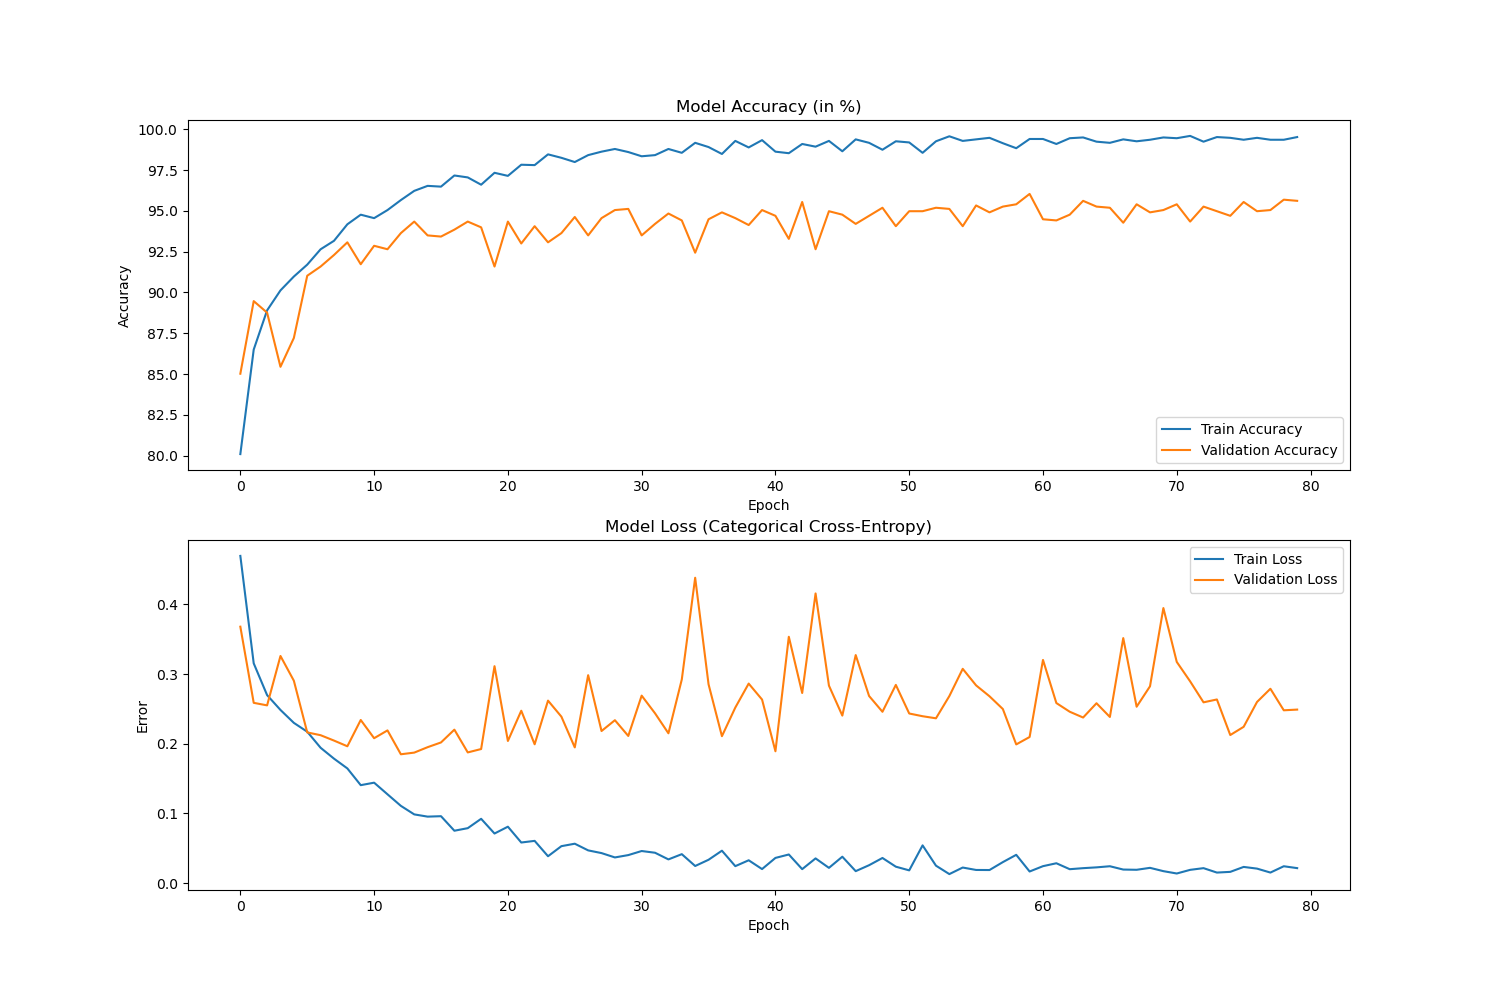 Model Accuracy (in %)
100.0
97.5
95.0
92.5
90.0
87.5
85.0
82.5
80.0
Accuracy
Train Accuracy
Validation Accuracy
0 10 20 30 40 50 60 70 80
Epoch
Model Loss (Categorical Cross-Entropy)
Train Loss
Validation Loss
0.4
0.3
0.2
0.1
0.0
Error
0 10 20 30 40 50 60 70 80
Epoch